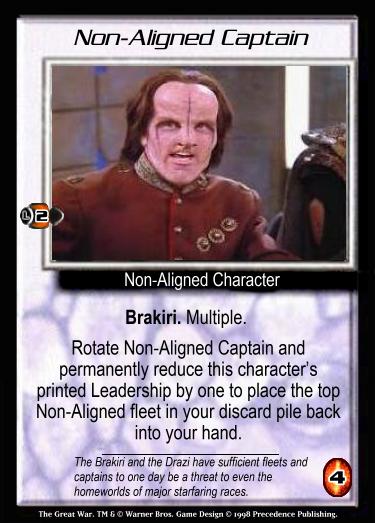 Non-Aligned Captain
L 2
Non-Aligned Character
Brakiri. Multiple.
Rotate Non-Aligned Captain and
permanently reduce this character's
printed Leadership by one to place the top
Non-Aligned fleet in your discard pile back
into your hand.
The Brakiri and the Drazi have sufficient fleets and
captains to one day be a threat to even the
homeworlds of major starfaring races.
4
The Great War. TM & © Warner Bros. Game Design © 1998 Precedence Publishing.